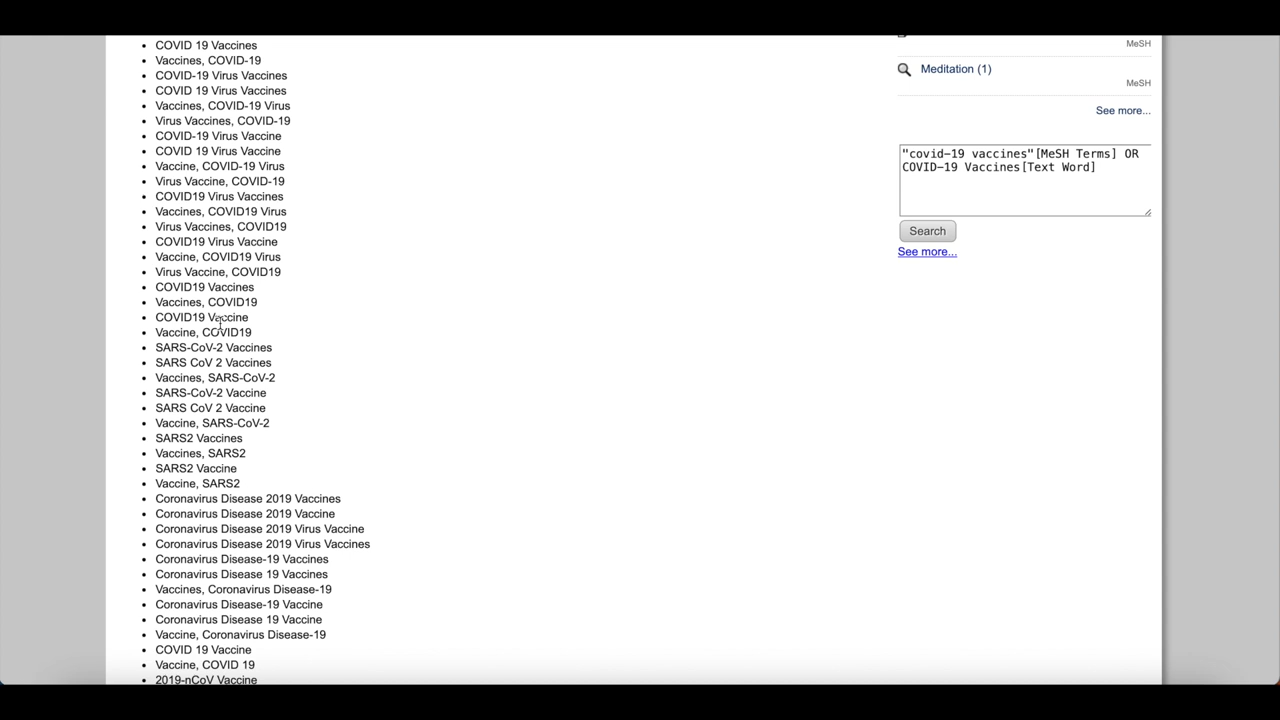 COVID 19 Vaccines
Vaccines, COVID-19
COVID-19 Virus Vaccines
COVID 19 Virus Vaccines
Vaccines, COVID-19 Virus
Virus Vaccines, COVID-19
COVID-19 Virus Vaccine
COVID 19 Virus Vaccine
Vaccine, COVID-19 Virus
Virus Vaccine, COVID-19
COVID19 Virus Vaccines
Vaccines, COVID19 Virus
Virus Vaccines, COVID19
COVID19 Virus Vaccine
Vaccine, COVID19 Virus
Virus Vaccine, COVID19
COVID19 Vaccines
Vaccines, COVID19
COVID19 Vaccine
Vaccine, COVID19
SARS-CoV-2 Vaccines
SARS CoV 2 Vaccines
Vaccines, SARS-CoV-2
SARS-CoV-2 Vaccine
SARS CoV 2 Vaccine
Vaccine, SARS-CoV-2
SARS2 Vaccines
Vaccines, SARS2
SARS2 Vaccine
Vaccine, SARS2
Coronavirus Disease 2019 Vaccines
Coronavirus Disease 2019 Vaccine
Coronavirus Disease 2019 Virus Vaccine
Coronavirus Disease 2019 Virus Vaccines
Coronavirus Disease-19 Vaccines
Coronavirus Disease 19 Vaccines
Vaccines, Coronavirus Disease-19
Coronavirus Disease-19 Vaccine
Coronavirus Disease 19 Vaccine
Vaccine, Coronavirus Disease-19
COVID 19 Vaccine
Vaccine, COVID 19
2019-nCoV Vaccine
MeSH
Meditation (1)
MeSH
See more...
"covid-19 vaccines"[MeSH Terms] OR
COVID-19 Vaccines[Text Word]
Search
See more...